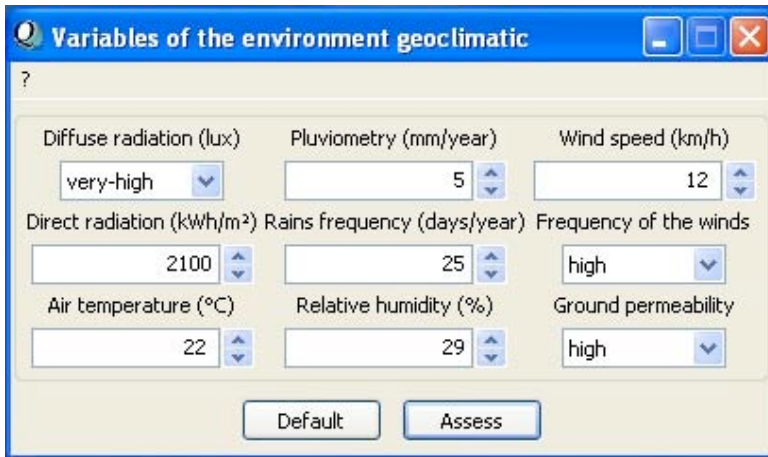 Variables of the environment geoclimatic
?
Diffuse radiation (lux) Pluviometry (mm/year) Wind speed (km/h)
very-high 5 12
Direct radiation (kWh/m²) Rains frequency (days/year) Frequency of the winds
2100 25 high
Air temperature (°C) Relative humidity (%) Ground permeability
22 29 high
Default Assess